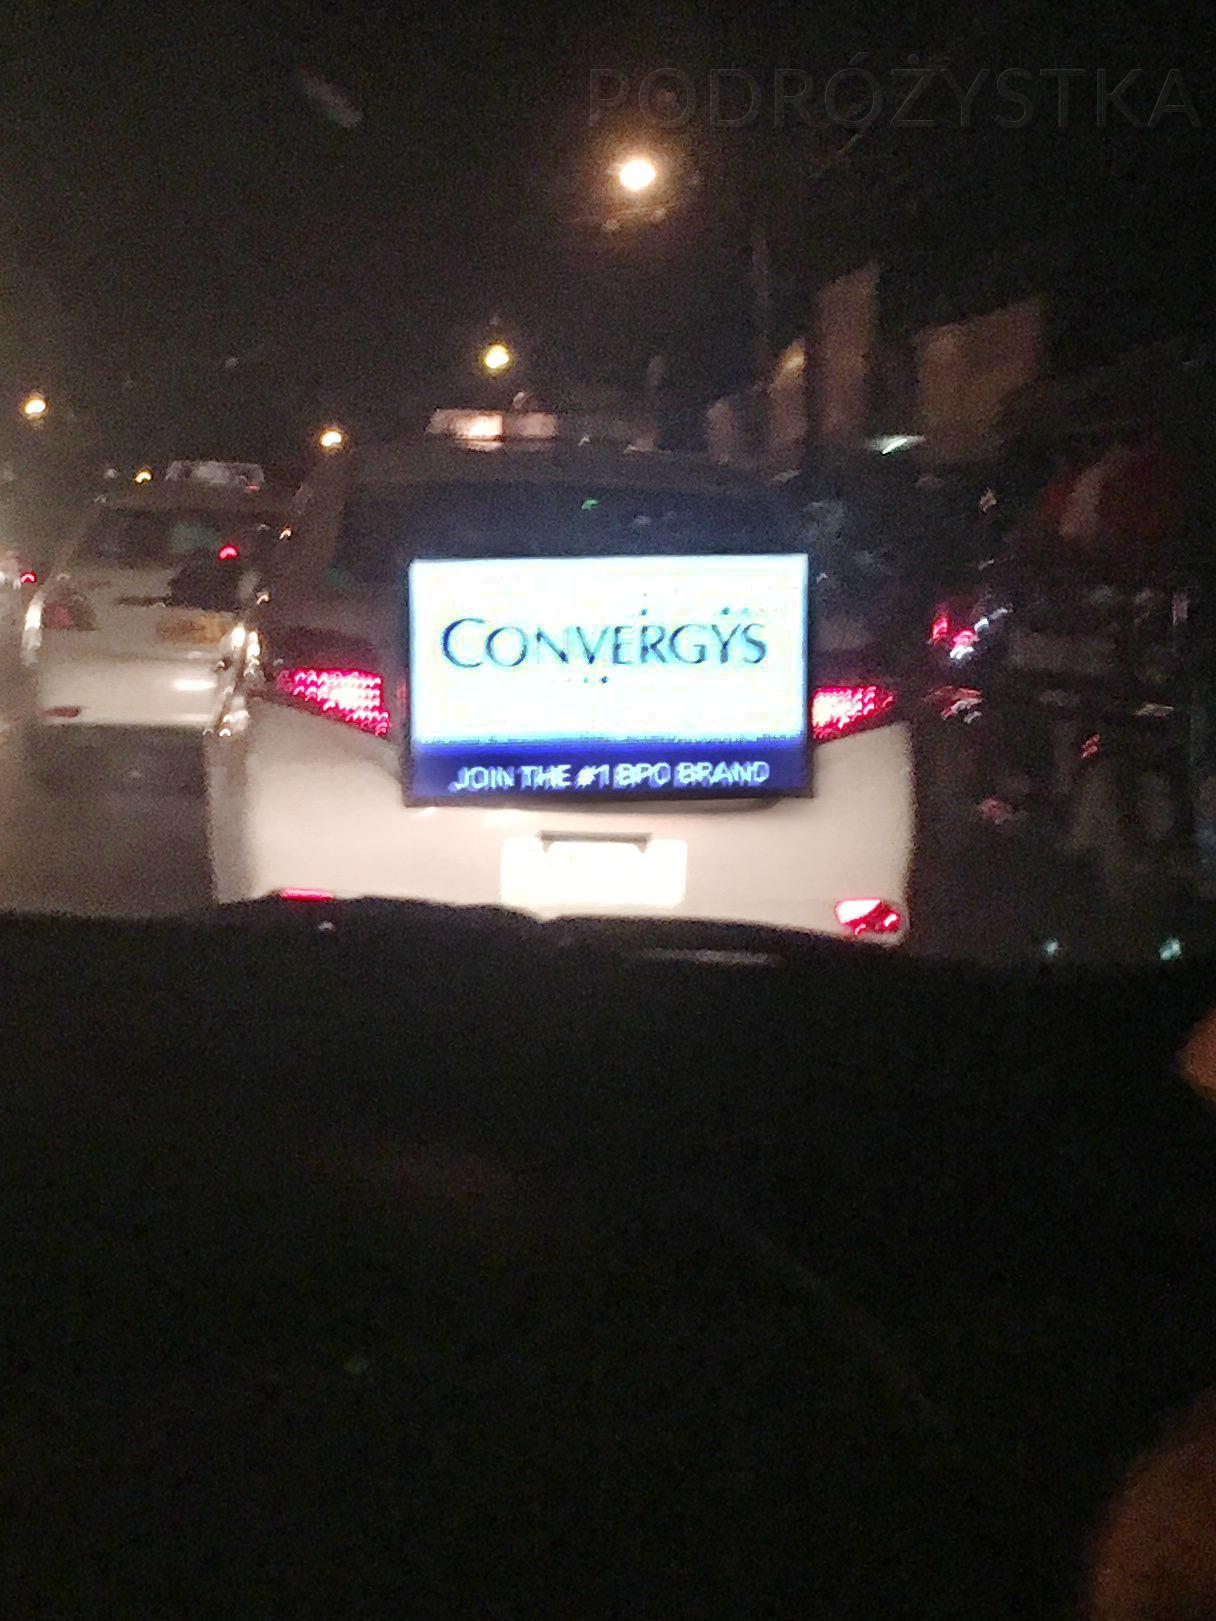 PODRÓŻYSTKA
CONVERGYS
JOIN THE #1 BPO BRAND